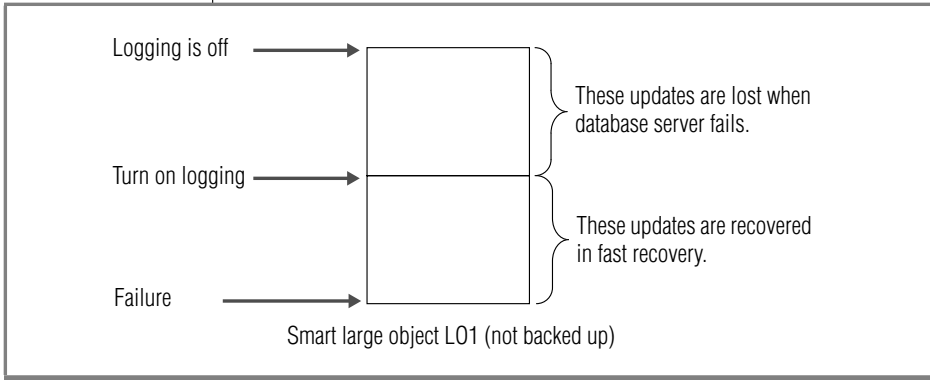 Logging is off
These updates are lost when
database server fails.
Turn on logging
These updates are recovered
in fast recovery.
Failure
Smart large object LO1 (not backed up)